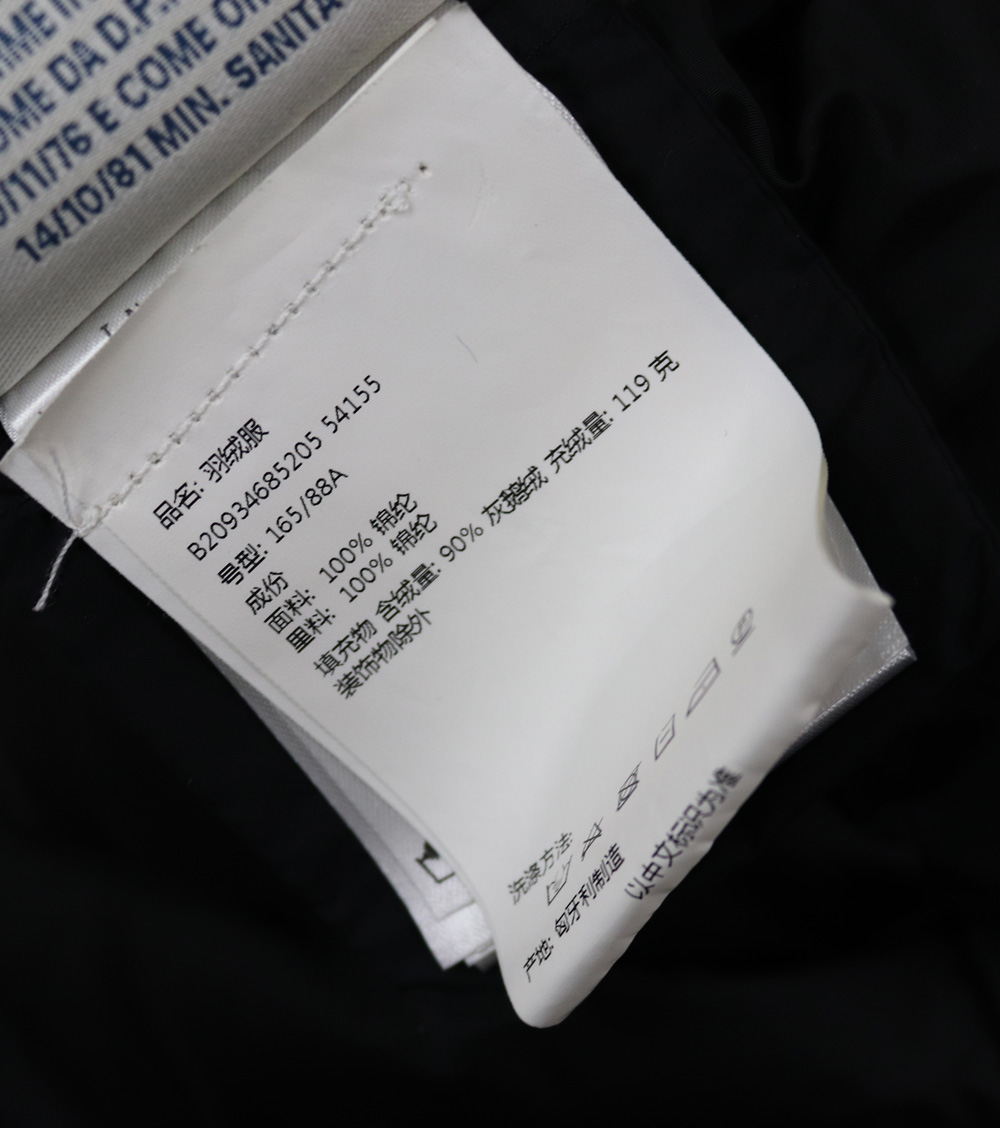 OME DA D.P.
/11/76 E COME
14/10/81 MIN. SANITA
品名: 羽绒服
B20934685205 54155
号型: 165/88A
成份
面料: 100% 锦纶
里料: 100% 锦纶
填充物 含绒量: 90% 灰鹅绒 充绒量: 119 克
装饰物除外
洗涤方法:
产地: 匈牙利制造
以中文标识为准